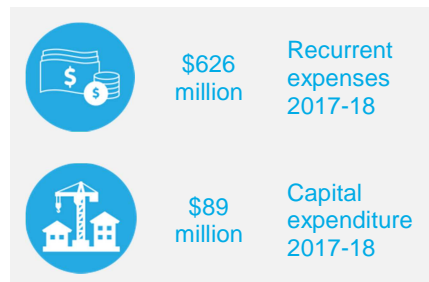 $
$
$626
million
Recurrent
expenses
2017-18
$89
million
Capital
expenditure
2017-18